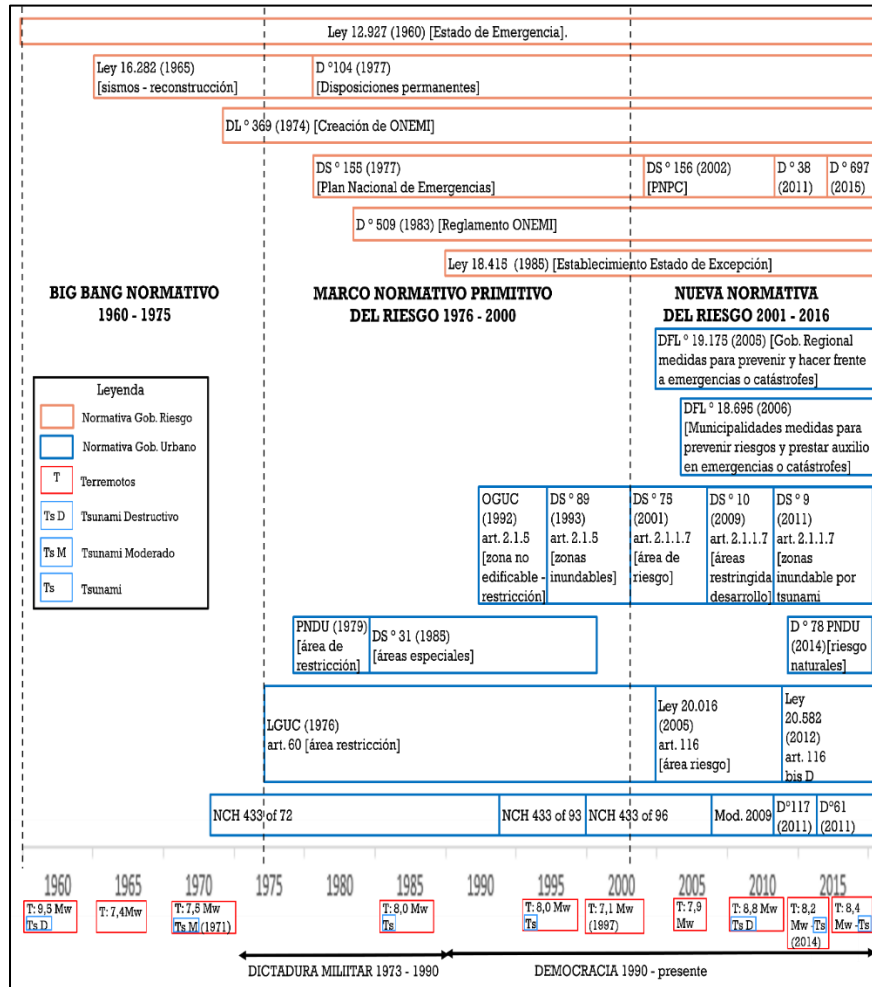 Ley 12.927 (1960) [Estado de Emergencia].
Ley 16.282 (1965)
[sismos - reconstrucción]
D °104 (1977)
[Disposiciones permanentes]
DL ° 369 (1974) [Creación de ONEMI]
DS ° 155 (1977)
[Plan Nacional de Emergencias]
DS ° 156 (2002)
[PNPC]
D ° 38
(2011)
D ° 697
(2015)
D ° 509 (1983) [Reglamento ONEMI]
Ley 18.415 (1985) [Establecimiento Estado de Excepción]
BIG BANG NORMATIVO
1960 - 1975
MARCO NORMATIVO PRIMITIVO
DEL RIESGO 1976 - 2000
NUEVA NORMATIVA
DEL RIESGO 2001 - 2016
DFL ° 19.175 (2005) [Gob. Regional
medidas para prevenir y hacer frente
a emergencias o catástrofes]
DFL ° 18.695 (2006)
[Municipalidades medidas para
prevenir riesgos y prestar auxilio
en emergencias o catástrofes]
Leyenda
Normativa Gob. Riesgo
Normativa Gob. Urbano
T Terremotos
Ts D Tsunami Destructivo
Ts M Tsunami Moderado
Ts Tsunami
OGUC
(1992)
art. 2.1.5
[zona no
edificable -
restricción]
DS ° 89
(1993)
art. 2.1.5
[zonas
inundables]
DS ° 75
(2001)
art. 2.1.1.7
[área de
riesgo]
DS ° 10
(2009)
art. 2.1.1.7
[áreas
restringida
desarrollo]
DS ° 9
(2011)
art. 2.1.1.7
[zonas
inundable por
tsunami
PNDU (1979)
[área de
restricción]
DS ° 31 (1985)
[áreas especiales]
D ° 78 PNDU
(2014)[riesgo
naturales]
LGUC (1976)
art. 60 [área restricción]
Ley 20.016
(2005)
art. 116
[área riesgo]
Ley
20.582
(2012)
art. 116
bis D
NCH 433 of 72
NCH 433 of 93
NCH 433 of 96
Mod. 2009
D°117
(2011)
D°61
(2011)
1960 1965 1970 1975 1980 1985 1990 1995 2000 2005 2010 2015
T: 9,5 Mw
Ts D
T: 7,4Mw
T: 7,5 Mw
Ts M (1971)
T: 8,0 Mw
Ts
T: 8,0 Mw
Ts
T: 7,1 Mw
(1997)
T: 7,9
Mw
T: 8,8 Mw
Ts D
T: 8,2
Mw -Ts
(2014)
T: 8,4
Mw -Ts
DICTADURA MILIITAR 1973 - 1990
DEMOCRACIA 1990 - presente